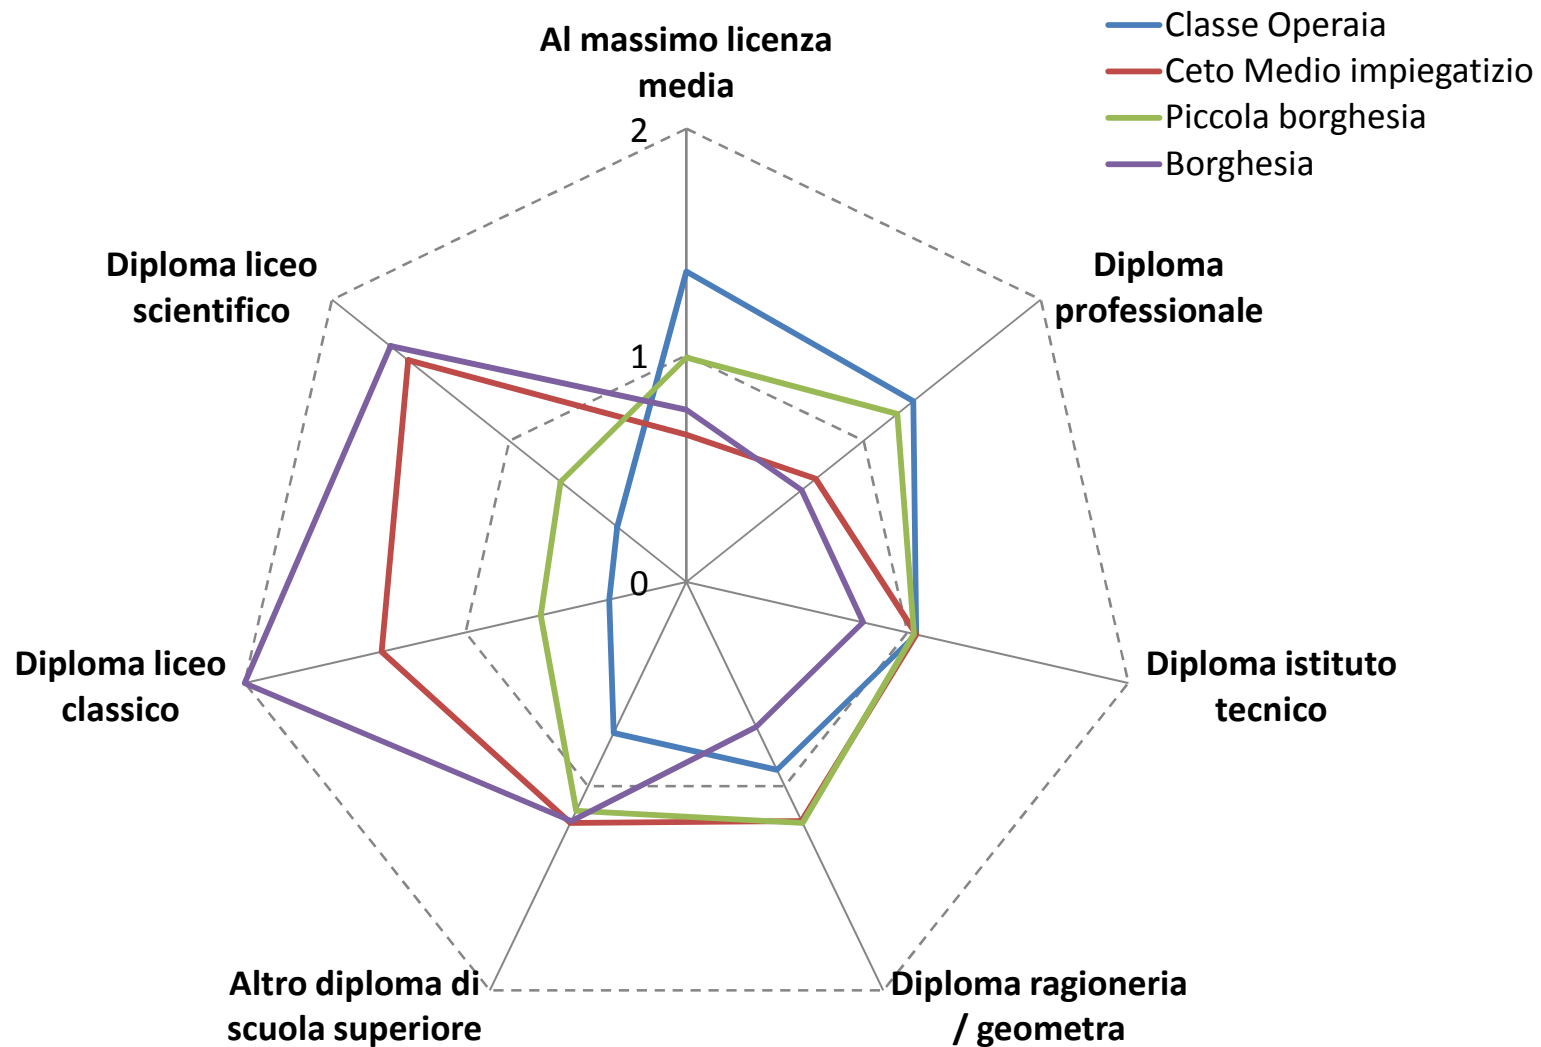 Classe Operaia
Ceto Medio impiegatizio
Piccola borghesia
Borghesia
Al massimo licenza
media
2
1
0
Diploma
professionale
Diploma istituto
tecnico
Diploma ragioneria
/ geometra
Altro diploma di
scuola superiore
Diploma liceo
classico
Diploma liceo
scientifico